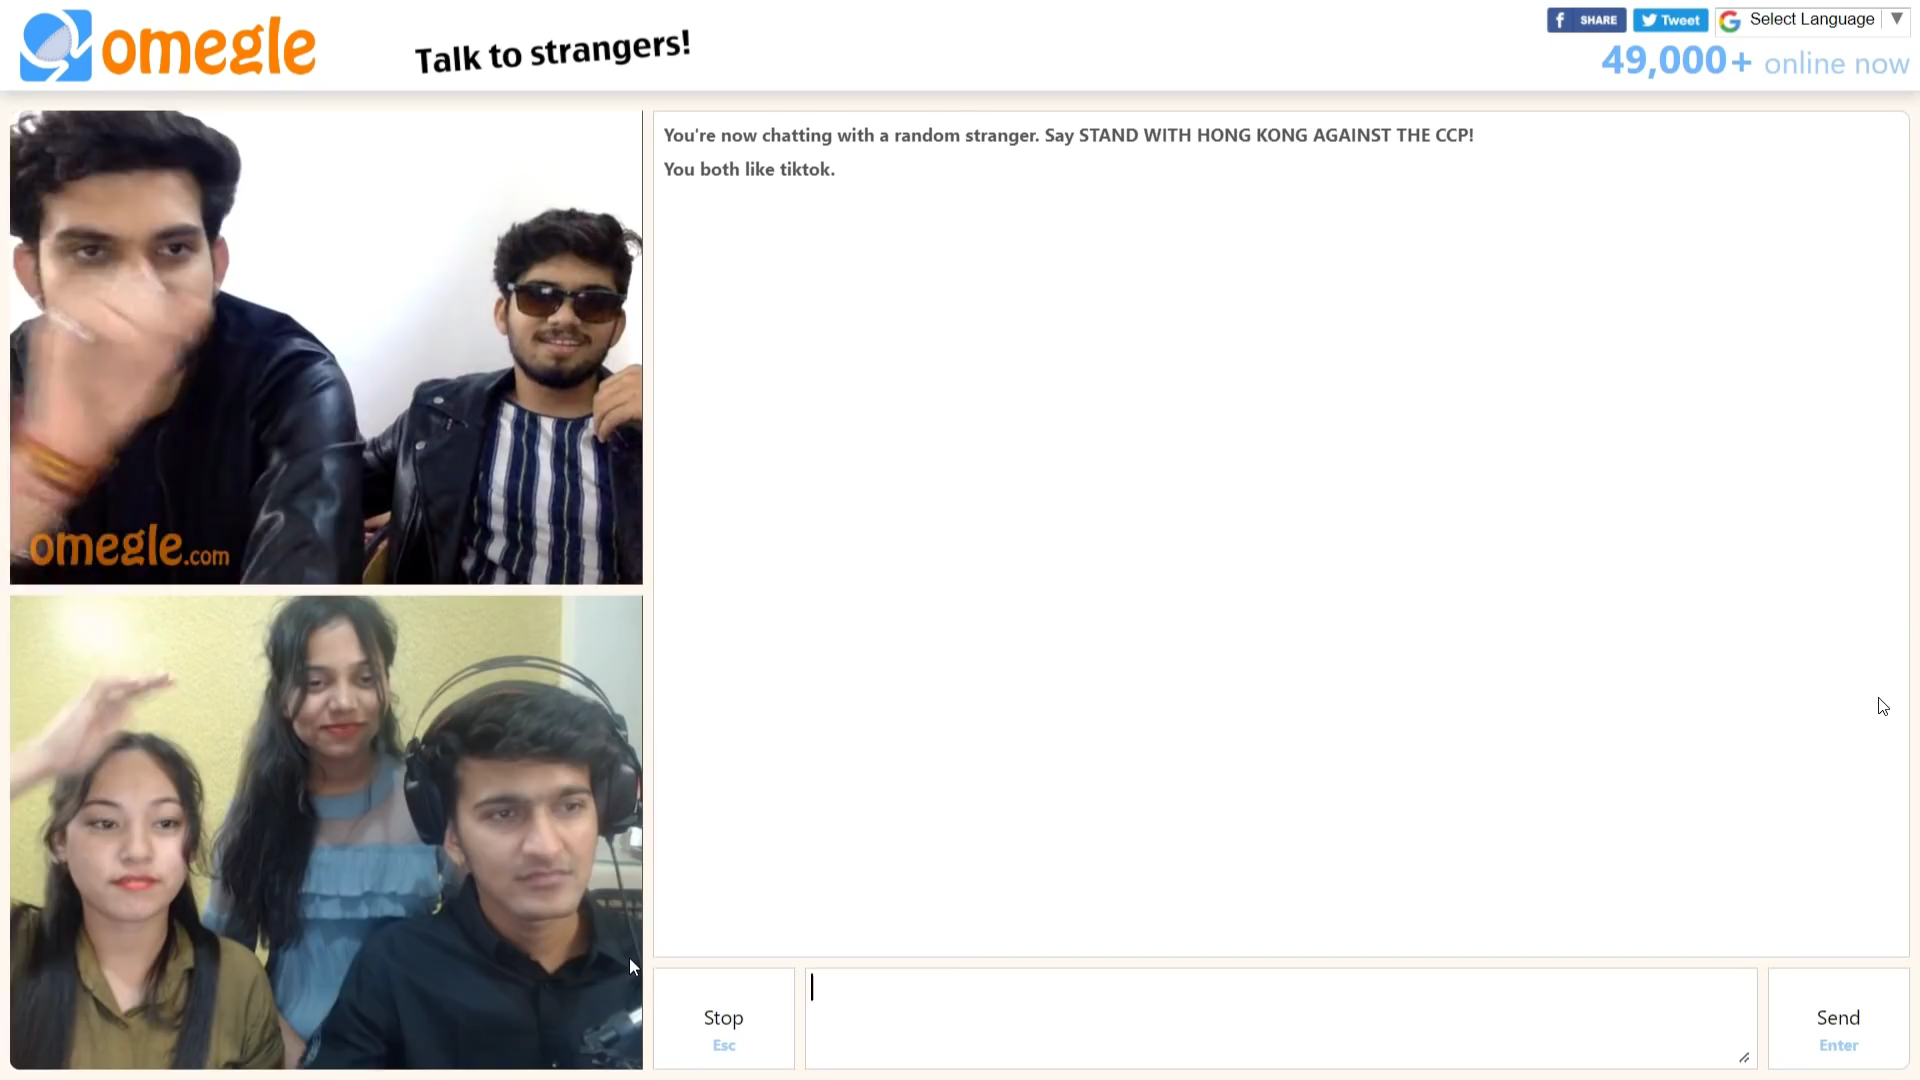 omegle
Talk to strangers!
f SHARE
Tweet
G Select Language ▼
49,000+ online now
You're now chatting with a random stranger. Say STAND WITH HONG KONG AGAINST THE CCP!
You both like tiktok.
omegle.com
Stop
Esc
Send
Enter